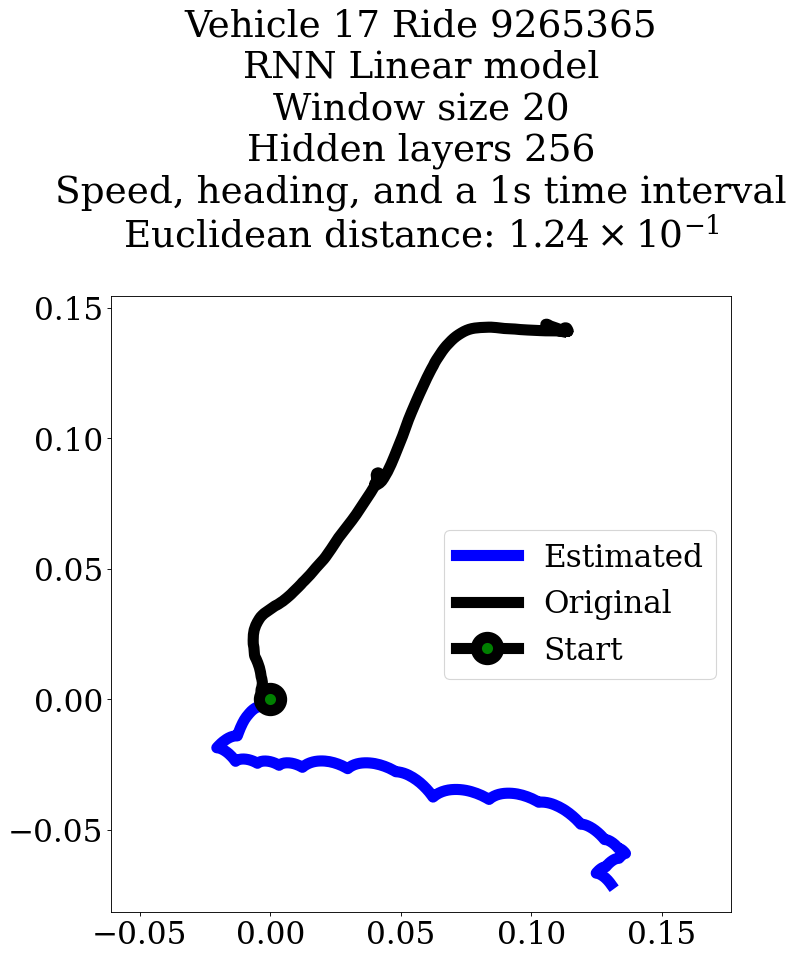 Vehicle 17 Ride 9265365
RNN Linear model
Window size 20
Hidden layers 256
Speed, heading, and a 1s time interval
Euclidean distance: 1.24 × 10⁻¹
0.15
0.10
0.05
0.00
−0.05
Estimated
Original
Start
−0.05 0.00 0.05 0.10 0.15